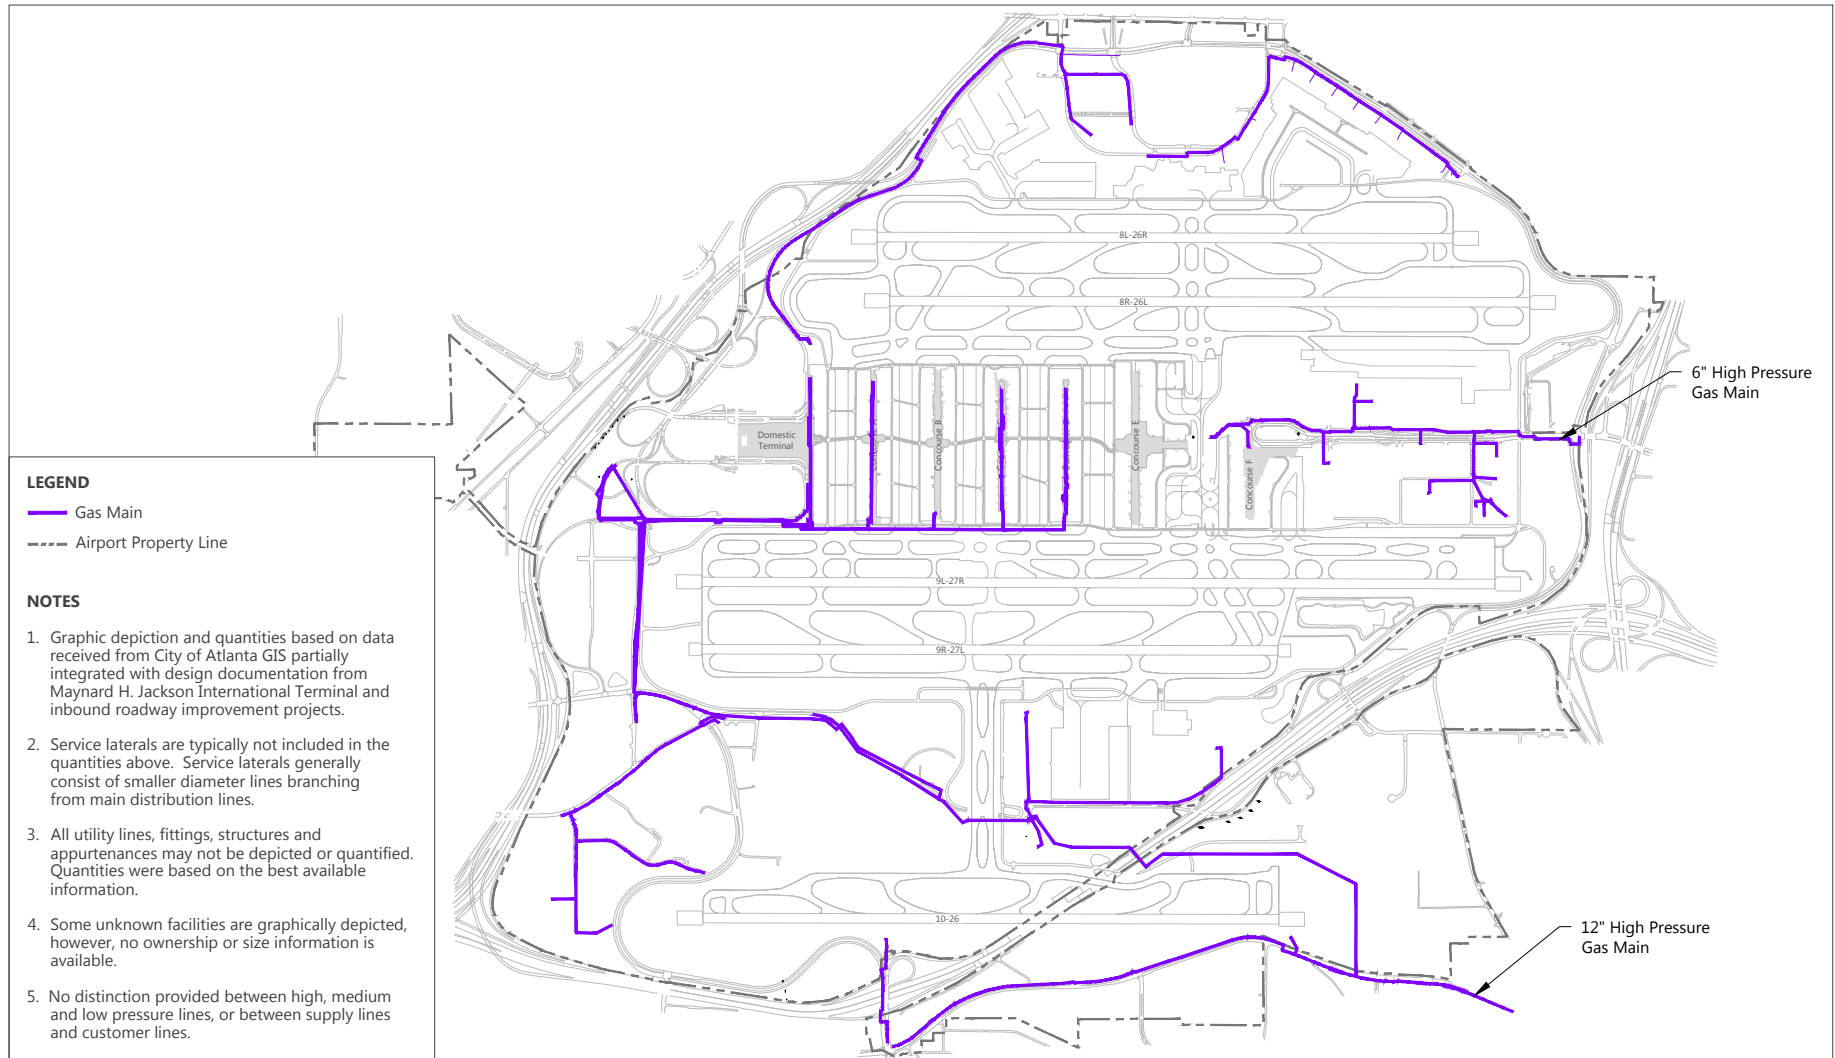 8L-26R
8R-26L
6" High Pressure
Gas Main
Domestic
Terminal
Concourse B
Concourse E
Concourse F
LEGEND
Gas Main
Airport Property Line
9L-27R
9R-27L
10-26
12" High Pressure
Gas Main
NOTES
1. Graphic depiction and quantities based on data
received from City of Atlanta GIS partially
integrated with design documentation from
Maynard H. Jackson International Terminal and
inbound roadway improvement projects.
2. Service laterals are typically not included in the
quantities above. Service laterals generally
consist of smaller diameter lines branching
from main distribution lines.
3. All utility lines, fittings, structures and
appurtenances may not be depicted or quantified.
Quantities were based on the best available
information.
4. Some unknown facilities are graphically depicted,
however, no ownership or size information is
available.
5. No distinction provided between high, medium
and low pressure lines, or between supply lines
and customer lines.